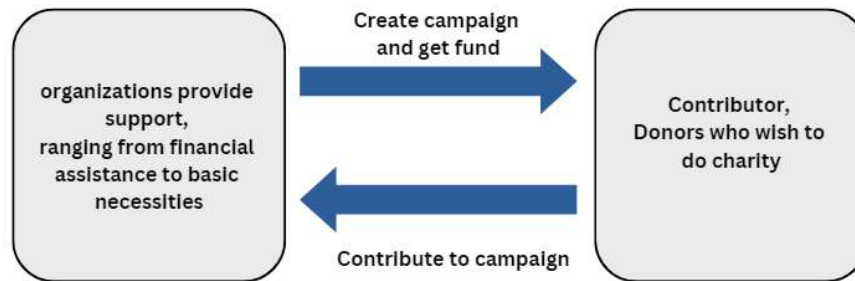 organizations provide
support,
ranging from financial
assistance to basic
necessities
Create campaign
and get fund
Contribute to campaign
Contributor,
Donors who wish to
do charity